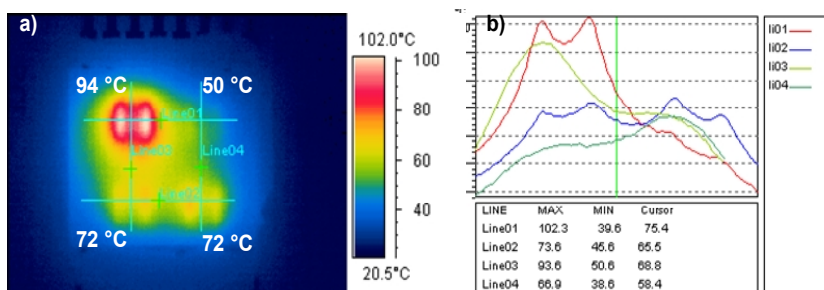 a)
94 °C
50 °C
Line01
Line03
Line04
Line02
72 °C
72 °C
102.0°C
100
80
60
40
20.5°C
b)
li01
li02
li03
li04
LINE MAX MIN Cursor
Line01 102.3 39.6 75.4
Line02 73.6 45.6 65.5
Line03 93.6 50.6 68.8
Line04 66.9 38.6 58.4